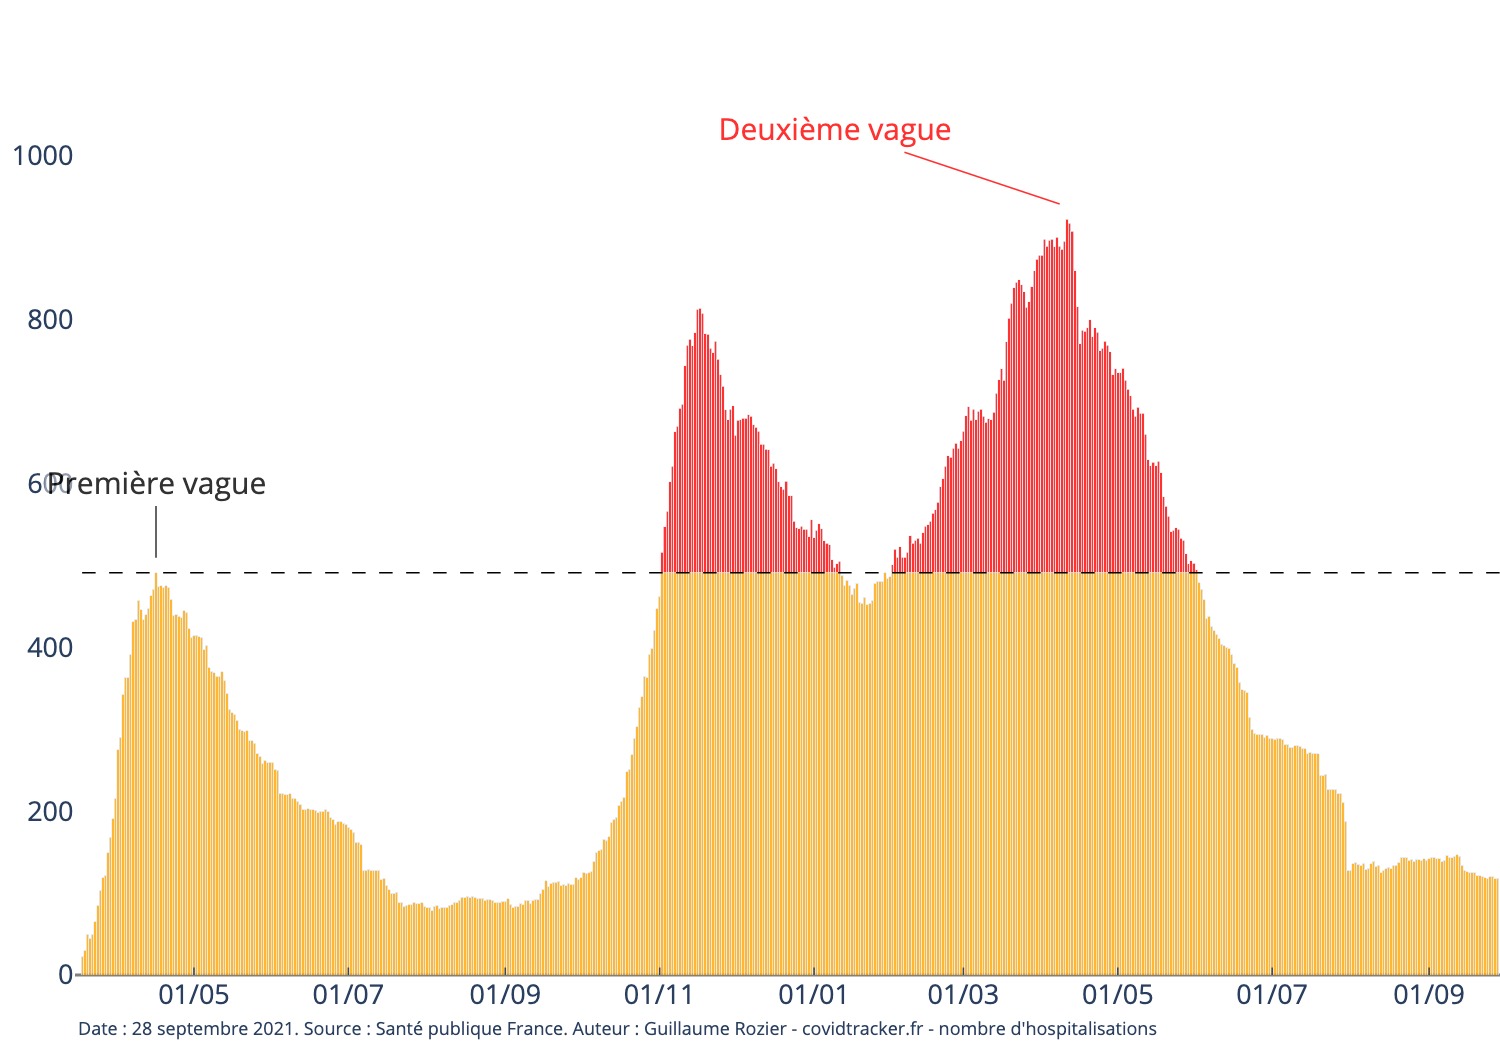 Deuxième vague
1000
800
600
Première vague
400
200
0
01/05 01/07 01/09 01/11 01/01 01/03 01/05 01/07 01/09
Date : 28 septembre 2021. Source : Santé publique France. Auteur : Guillaume Rozier - covidtracker.fr - nombre d'hospitalisations